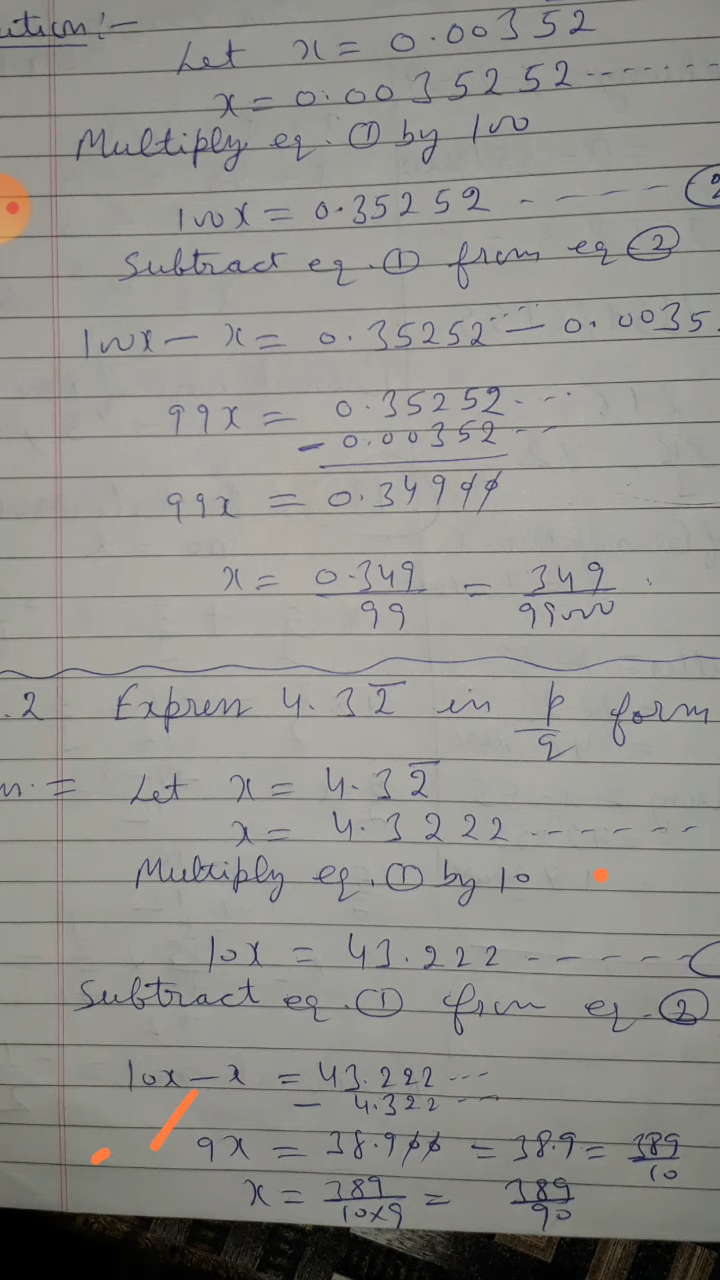 ution:-
Let x = 0.0035̅2̅
x = 0.0035252-------
Multiply eq. ① by 100
100x = 0.35252 - - - - - ②
Subtract eq. ① from eq ②
100x - x = 0.35252--- - 0.0035
99x = 0.35252---
- 0.00352--
99x = 0.34900
x = 0.349/99 = 349/99000.
.2 Express 4.32̅ in p/q form
n. = Let x = 4.32̅
x = 4.3222-------
Multiply eq. ① by 10
10x = 43.222 ------
Subtract eq. ① from eq. ②
10x - x = 43.222---
- 4.322--
9x = 38.900 = 38.9 = 389/10
x = 389/10×9 = 389/90